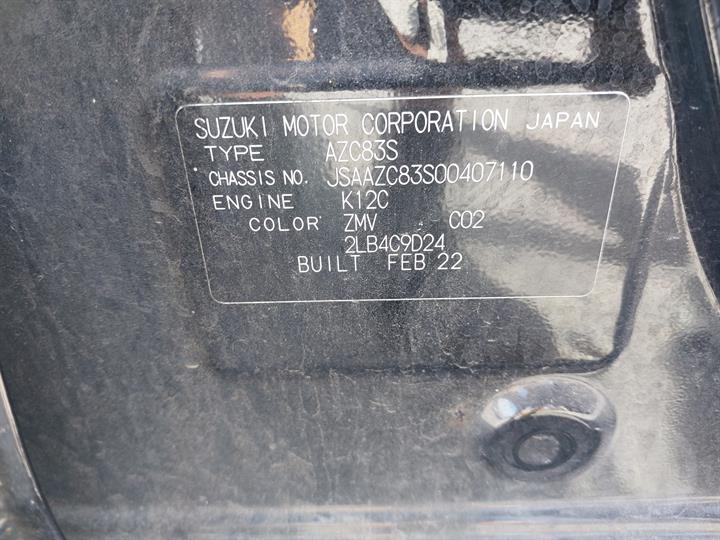 SUZUKI MOTOR CORPORATION JAPAN
TYPE AZC83S
CHASSIS NO. JSAAZC83S00407110
ENGINE K12C
COLOR ZMV C02
2LB4C9D24
BUILT FEB 22